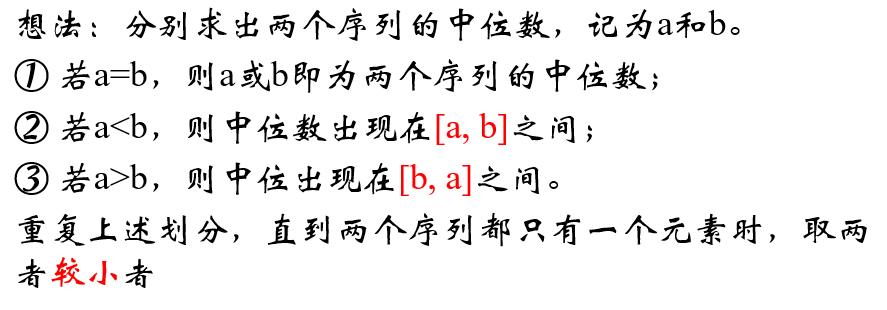 想法：分别求出两个序列的中位数，记为a和b。
① 若a=b，则a或b即为两个序列的中位数；
② 若a<b，则中位数出现在[a, b]之间；
③ 若a>b，则中位出现在[b, a]之间。
重复上述划分，直到两个序列都只有一个元素时，取两
者较小者